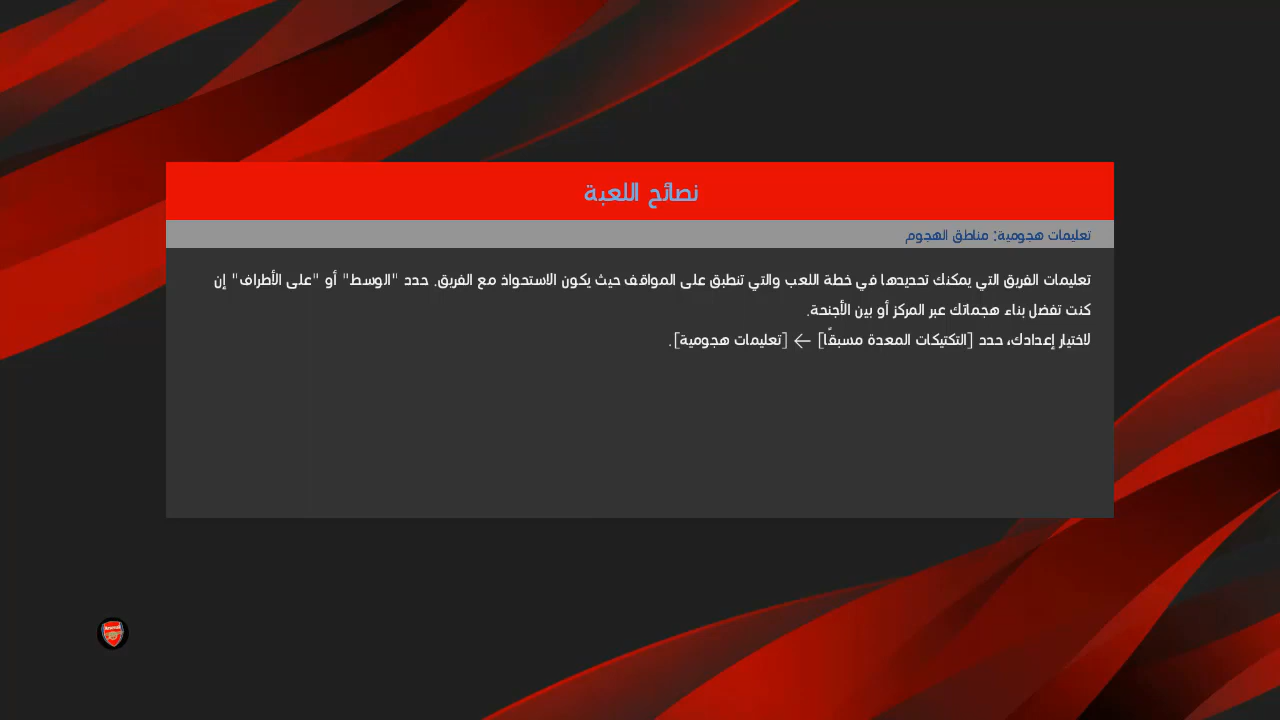 نصائح اللعبة
تعليمات هجومية: مناطق الهجوم
تعليمات الفريق التي يمكنك تحديدها في خطة اللعب والتي تنطبق على المواقف حيث يكون الاستحواذ مع الفريق. حدد "الوسط" أو "على الأطراف" إن
كنت تفضل بناء هجماتك عبر المركز أو بين الأجنحة.
لاختيار إعدادك، حدد [التكتيكات المعدة مسبقًا] ← [تعليمات هجومية].
Arsenal